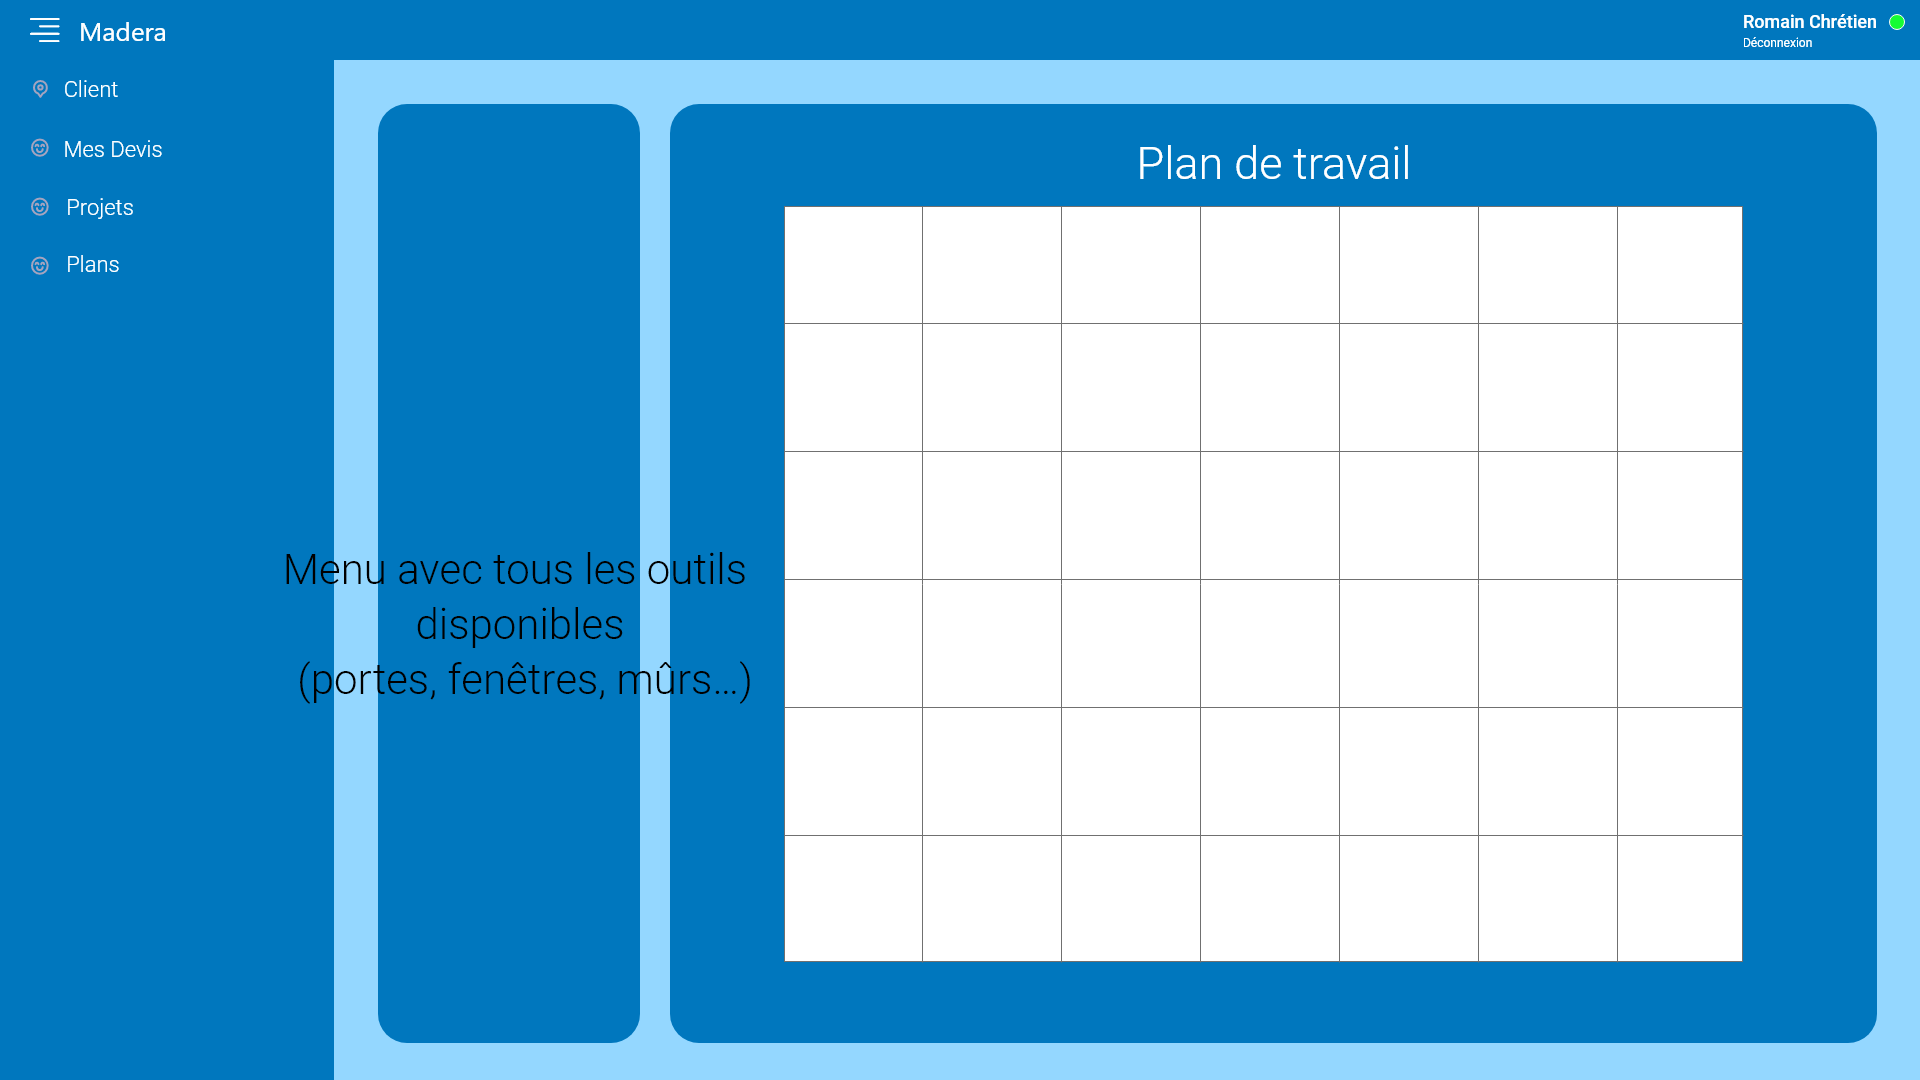 Madera
Romain Chrétien
Déconnexion
Client
Mes Devis
Projets
Plans
Plan de travail
Menu avec tous les outils
disponibles
(portes, fenêtres, mûrs...)